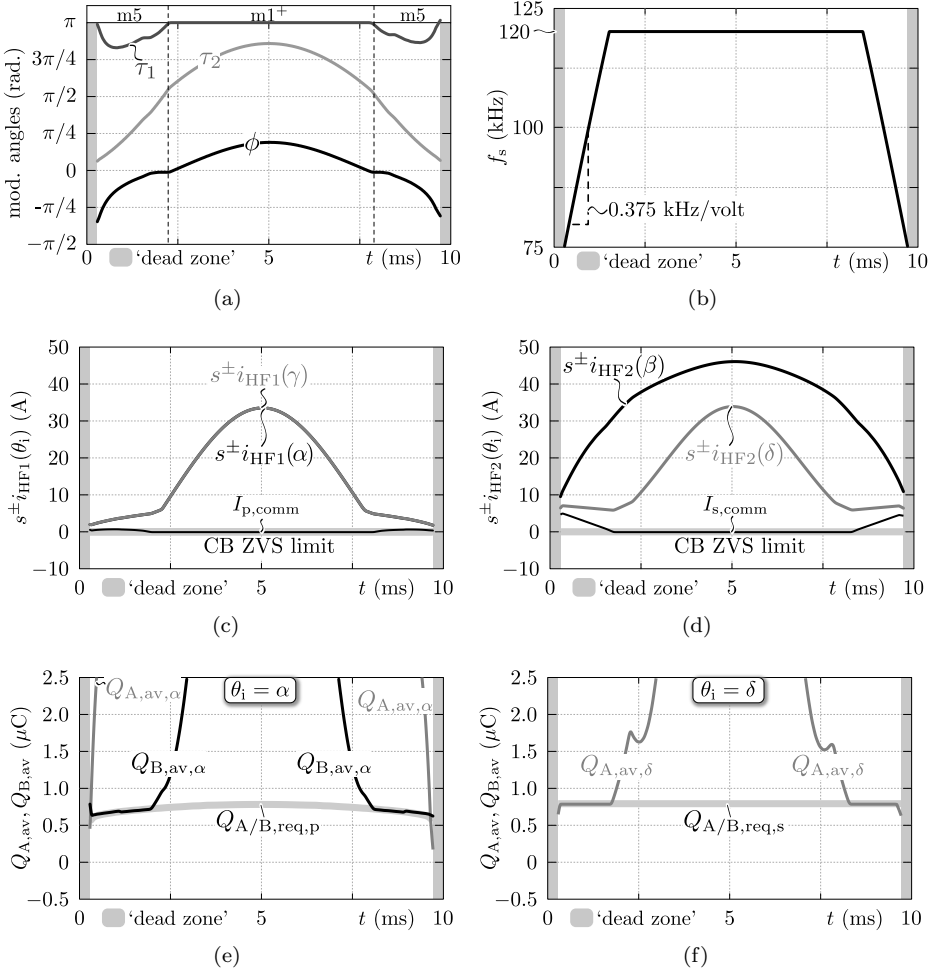 m5 m1⁺ m5
π
3π/4
π/2
π/4
0
-π/4
−π/2
mod. angles (rad.)
τ₁
τ₂
ϕ
0 5 10
'dead zone' t (ms)
(a)
125
120
100
75
fₛ (kHz)
0.375 kHz/volt
0 5 10
'dead zone' t (ms)
(b)
50
40
30
20
10
0
−10
s±i_HF1(θᵢ) (A)
s±i_HF1(γ)
s±i_HF1(α)
I_p,comm
CB ZVS limit
0 5 10
'dead zone' t (ms)
(c)
50
40
30
20
10
0
−10
s±i_HF2(θᵢ) (A)
s±i_HF2(β)
s±i_HF2(δ)
I_s,comm
CB ZVS limit
0 5 10
'dead zone' t (ms)
(d)
2.5
2.0
1.5
1.0
0.5
0
−0.5
Q_A,av, Q_B,av (μC)
Q_A,av,α
θᵢ = α
Q_A,av,α
Q_B,av,α Q_B,av,α
Q_A/B,req,p
0 5 10
'dead zone' t (ms)
(e)
2.5
2.0
1.5
1.0
0.5
0
−0.5
Q_A,av, Q_B,av (μC)
θᵢ = δ
Q_A,av,δ Q_A,av,δ
Q_A/B,req,s
0 5 10
'dead zone' t (ms)
(f)